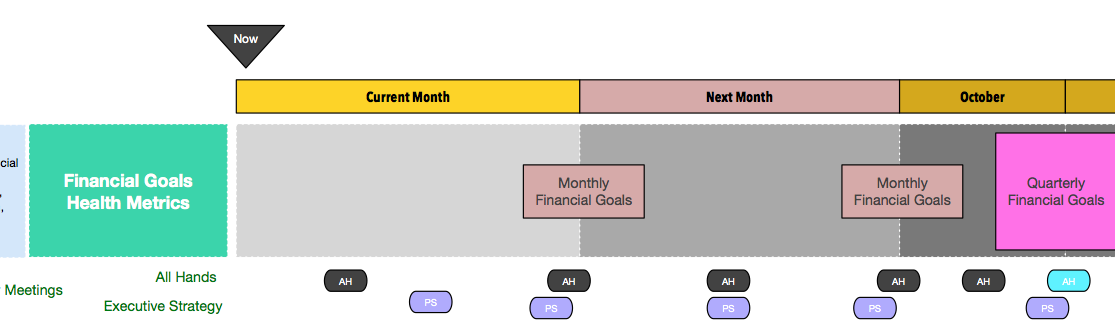 Now
Current Month
Next Month
October
cial
,
,
Financial Goals
Health Metrics
Monthly
Financial Goals
Monthly
Financial Goals
Quarterly
Financial Goals
All Hands
AH
AH
AH
AH
AH
AH
Meetings
Executive Strategy
PS
PS
PS
PS
PS